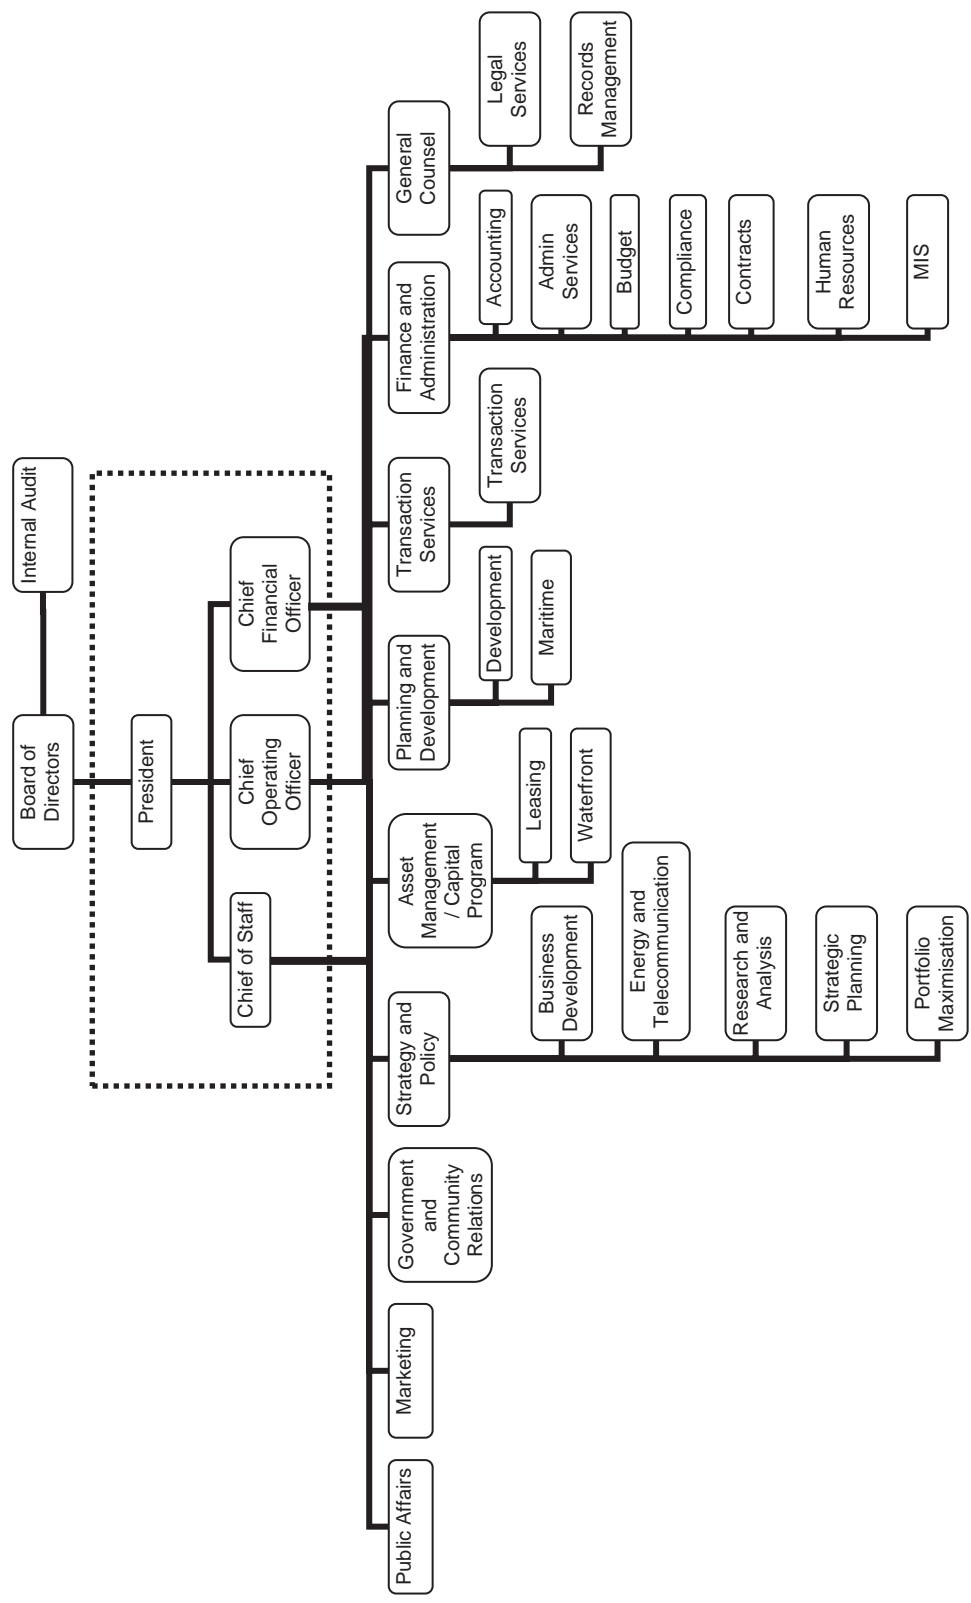 Board of
Directors
Internal Audit
President
Chief of Staff
Chief
Operating
Officer
Chief
Financial
Officer
Public Affairs
Marketing
Government
and
Community
Relations
Strategy and
Policy
Business
Development
Energy and
Telecommunication
Research and
Analysis
Strategic
Planning
Portfolio
Maximisation
Asset
Management
/ Capital
Program
Leasing
Waterfront
Planning and
Development
Development
Maritime
Transaction
Services
Transaction
Services
Finance and
Administration
Accounting
Admin
Services
Budget
Compliance
Contracts
Human
Resources
MIS
General
Counsel
Legal
Services
Records
Management